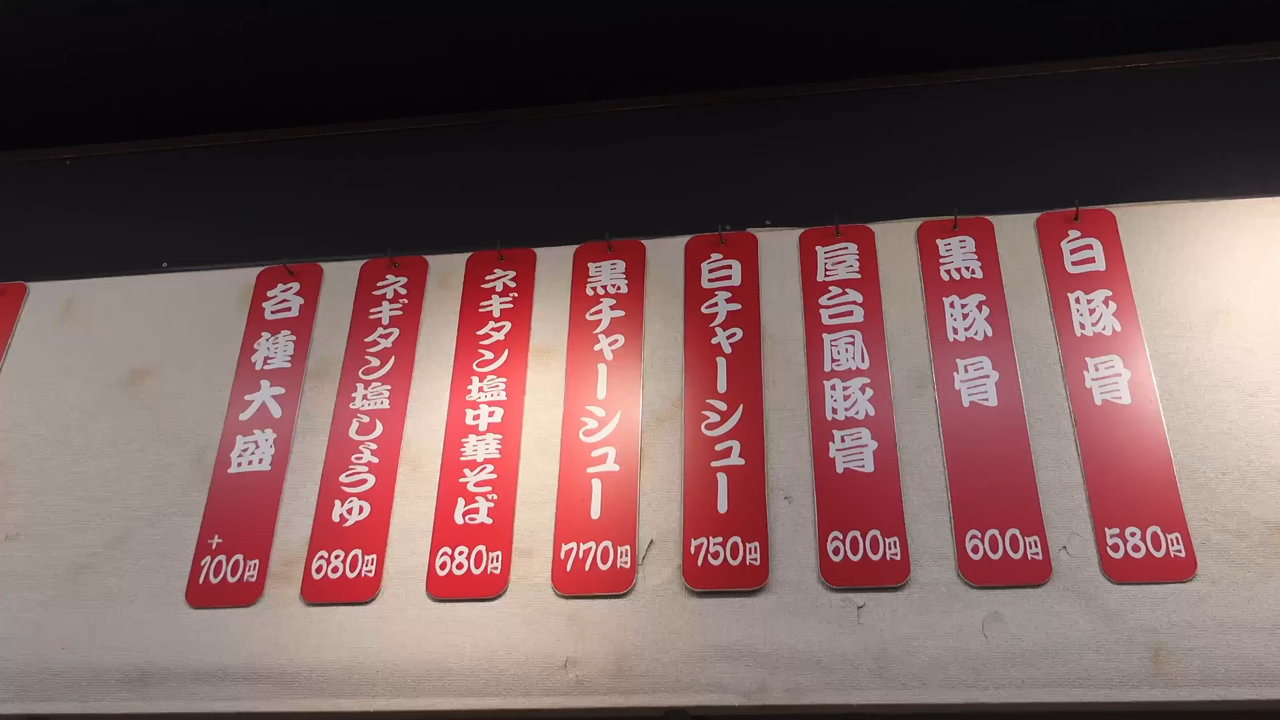 白豚骨
580円
黒豚骨
600円
屋台風豚骨
600円
白チャーシュー
750円
黒チャーシュー
770円
ネギタン塩中華そば
680円
ネギタン塩しょうゆ
680円
各種大盛
+
100円